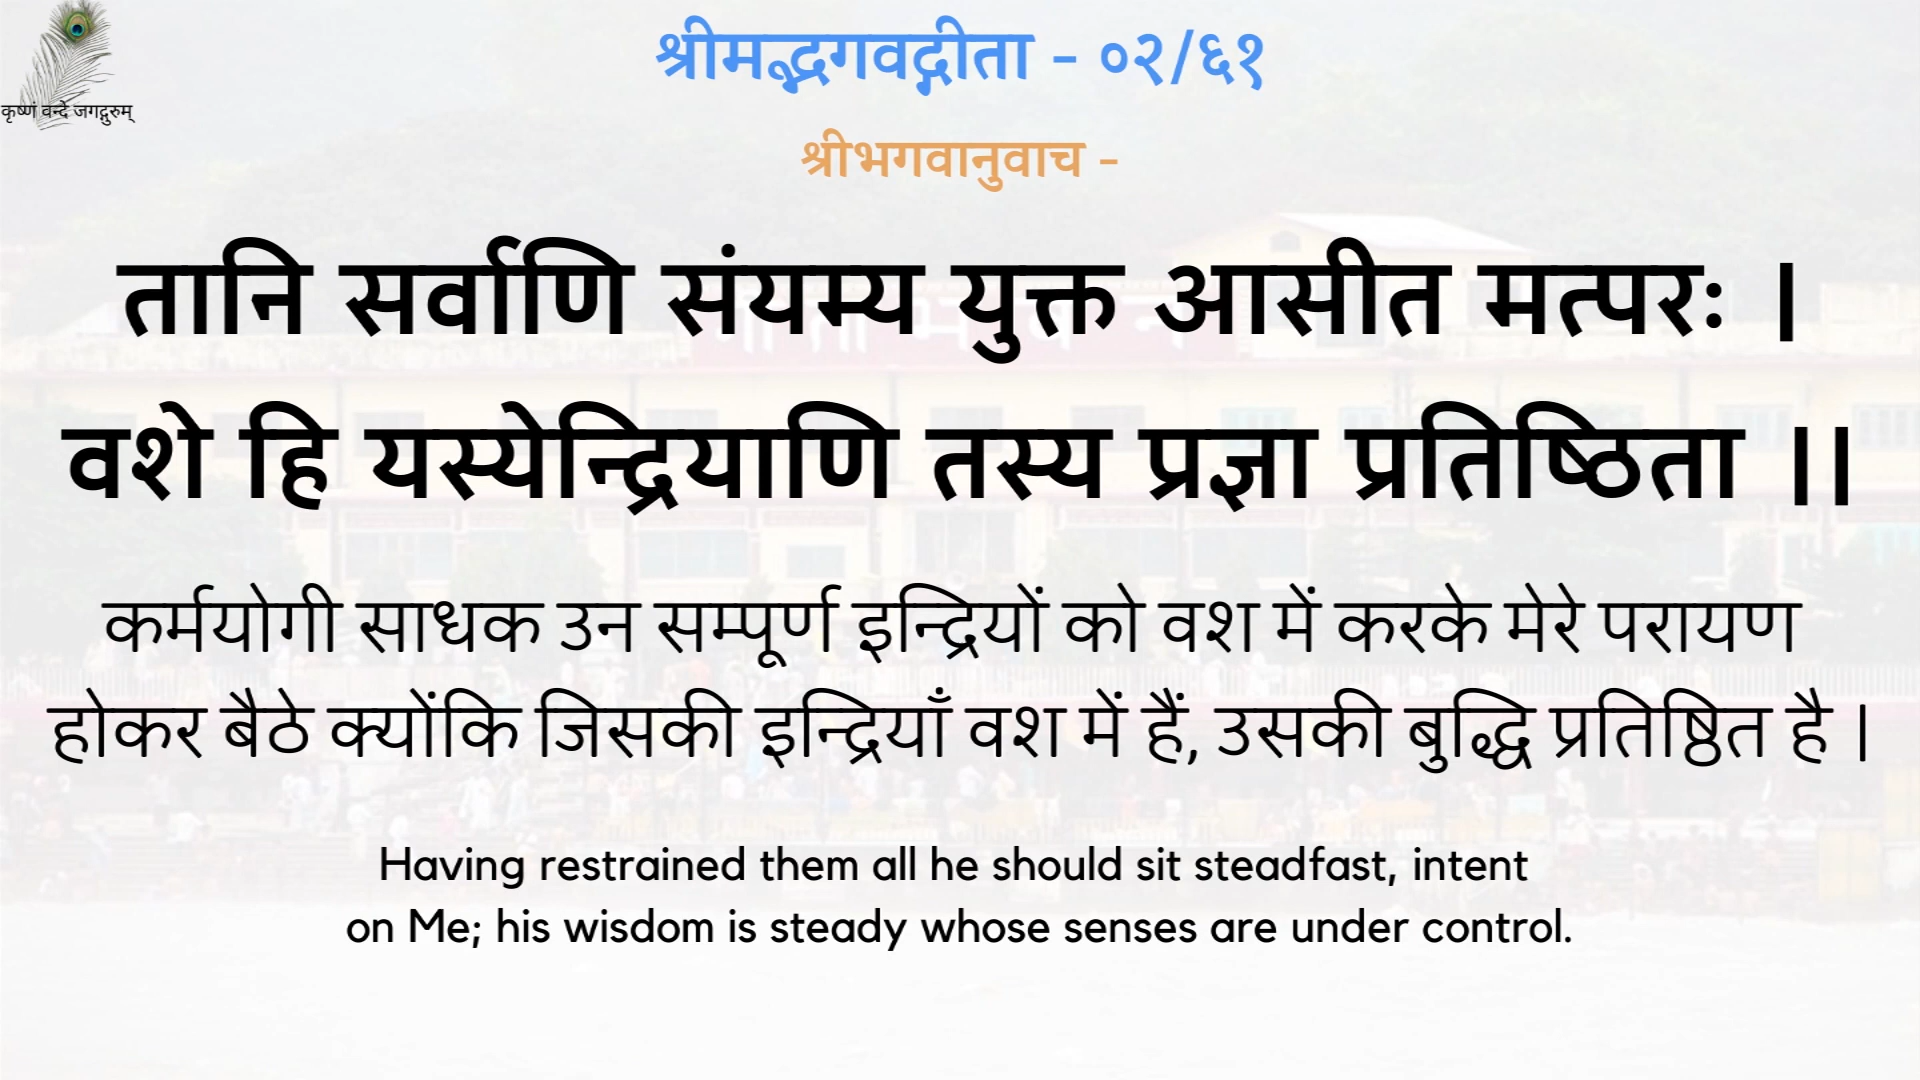 श्रीमद्भगवद्गीता - ०२/६१
कृष्णं वन्दे जगद्गुरुम्
श्रीभगवानुवाच -
तानि सर्वाणि संयम्य युक्त आसीत मत्परः ।
वशे हि यस्येन्द्रियाणि तस्य प्रज्ञा प्रतिष्ठिता ।।
कर्मयोगी साधक उन सम्पूर्ण इन्द्रियों को वश में करके मेरे परायण
होकर बैठे क्योंकि जिसकी इन्द्रियाँ वश में हैं, उसकी बुद्धि प्रतिष्ठित है |
Having restrained them all he should sit steadfast, intent
on Me; his wisdom is steady whose senses are under control.